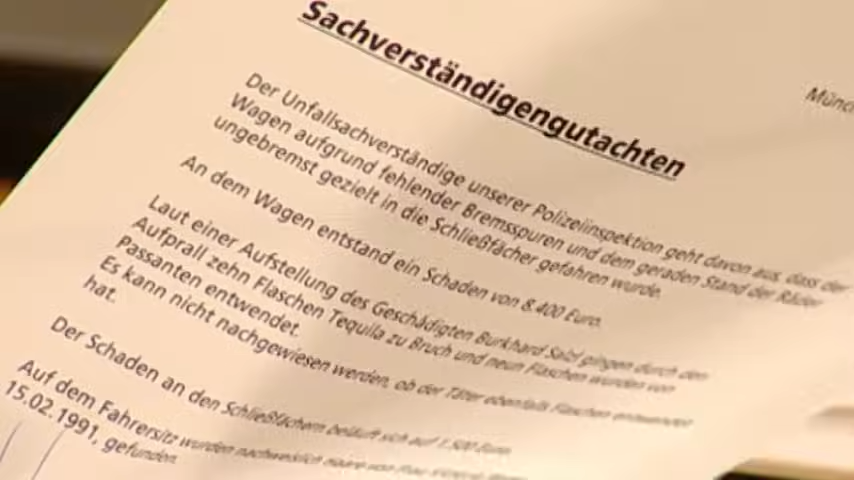 Sachverständigengutachten
Münc
Der Unfallsachverständige unserer Polizeiinspektion geht davon aus, dass der
Wagen aufgrund fehlender Bremsspuren und dem geraden Stand der Räder
ungebremst gezielt in die Schließfächer gefahren wurde.
An dem Wagen entstand ein Schaden von 8.400 Euro.
Laut einer Aufstellung des Geschädigten Burkhard gingen durch den
Aufprall zehn Flaschen Tequila zu Bruch und neun Flaschen wurden von
Passanten entwendet.
Es kann nicht nachgewiesen werden, ob der Täter ebenfalls Flaschen entwendet
hat.
Der Schaden an den Schließfächern beläuft sich auf 1.500 Euro.
Auf dem Fahrersitz wurden nachweislich Haare von Frau
15.02.1991, gefunden.